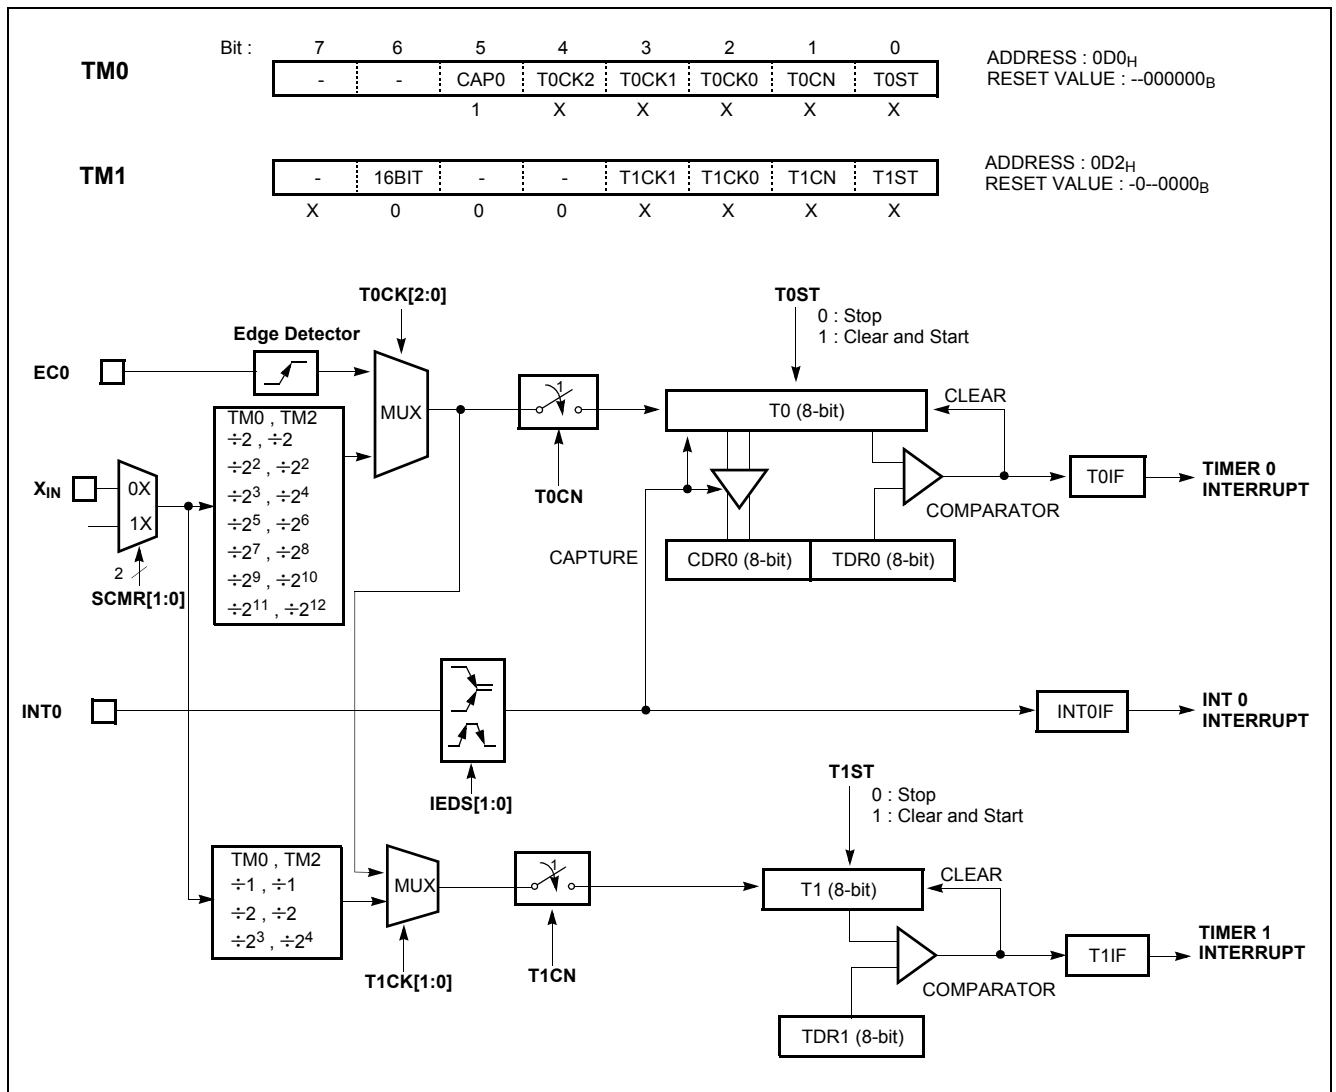 Bit : 7 6 5 4 3 2 1 0
TM0
- - CAP0 T0CK2 T0CK1 T0CK0 T0CN T0ST
1 X X X X X
ADDRESS : 0D0H
RESET VALUE : --000000B
TM1
- 16BIT - - T1CK1 T1CK0 T1CN T1ST
X 0 0 0 X X X X
ADDRESS : 0D2H
RESET VALUE : -0--0000B
T0CK[2:0]
T0ST
0 : Stop
1 : Clear and Start
Edge Detector
EC0
MUX
1
T0CN
T0 (8-bit)
CLEAR
TM0 , TM2
÷2 , ÷2
÷2² , ÷2²
÷2³ , ÷2⁴
÷2⁵ , ÷2⁶
÷2⁷ , ÷2⁸
÷2⁹ , ÷2¹⁰
÷2¹¹ , ÷2¹²
XIN
0X
1X
2
SCMR[1:0]
COMPARATOR
T0IF
TIMER 0
INTERRUPT
CAPTURE
CDR0 (8-bit)
TDR0 (8-bit)
INT0
IEDS[1:0]
INT0IF
INT 0
INTERRUPT
T1ST
0 : Stop
1 : Clear and Start
TM0 , TM2
÷1 , ÷1
÷2 , ÷2
÷2³ , ÷2⁴
MUX
T1CK[1:0]
1
T1CN
T1 (8-bit)
CLEAR
COMPARATOR
T1IF
TIMER 1
INTERRUPT
TDR1 (8-bit)